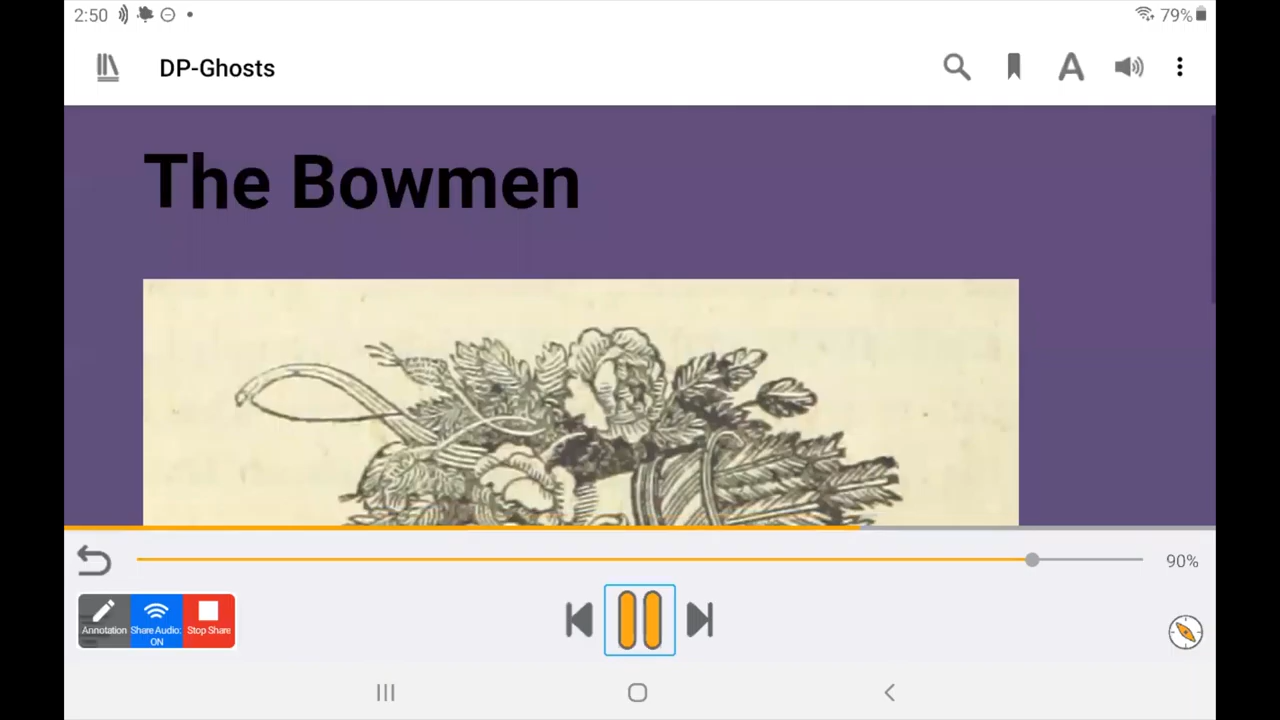 2:50
79%
DP-Ghosts
A
The Bowmen
90%
Annotation
Share Audio:
ON
Stop Share